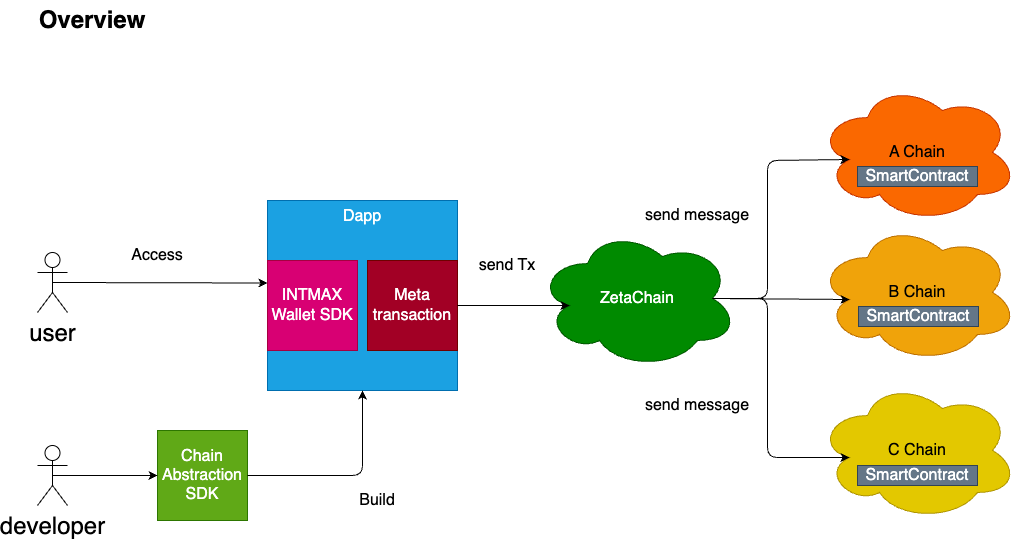 Overview
A Chain
SmartContract
send message
Dapp
Access
send Tx
INTMAX
Wallet SDK
Meta
transaction
ZetaChain
B Chain
SmartContract
user
send message
Chain
Abstraction
SDK
C Chain
SmartContract
Build
developer